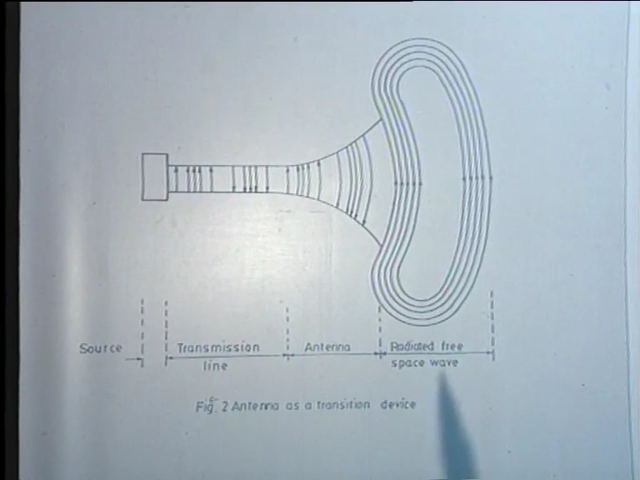 Source
Transmission
line
Antenna
Radiated free
space wave
Fig. 2 Antenna as a transition device